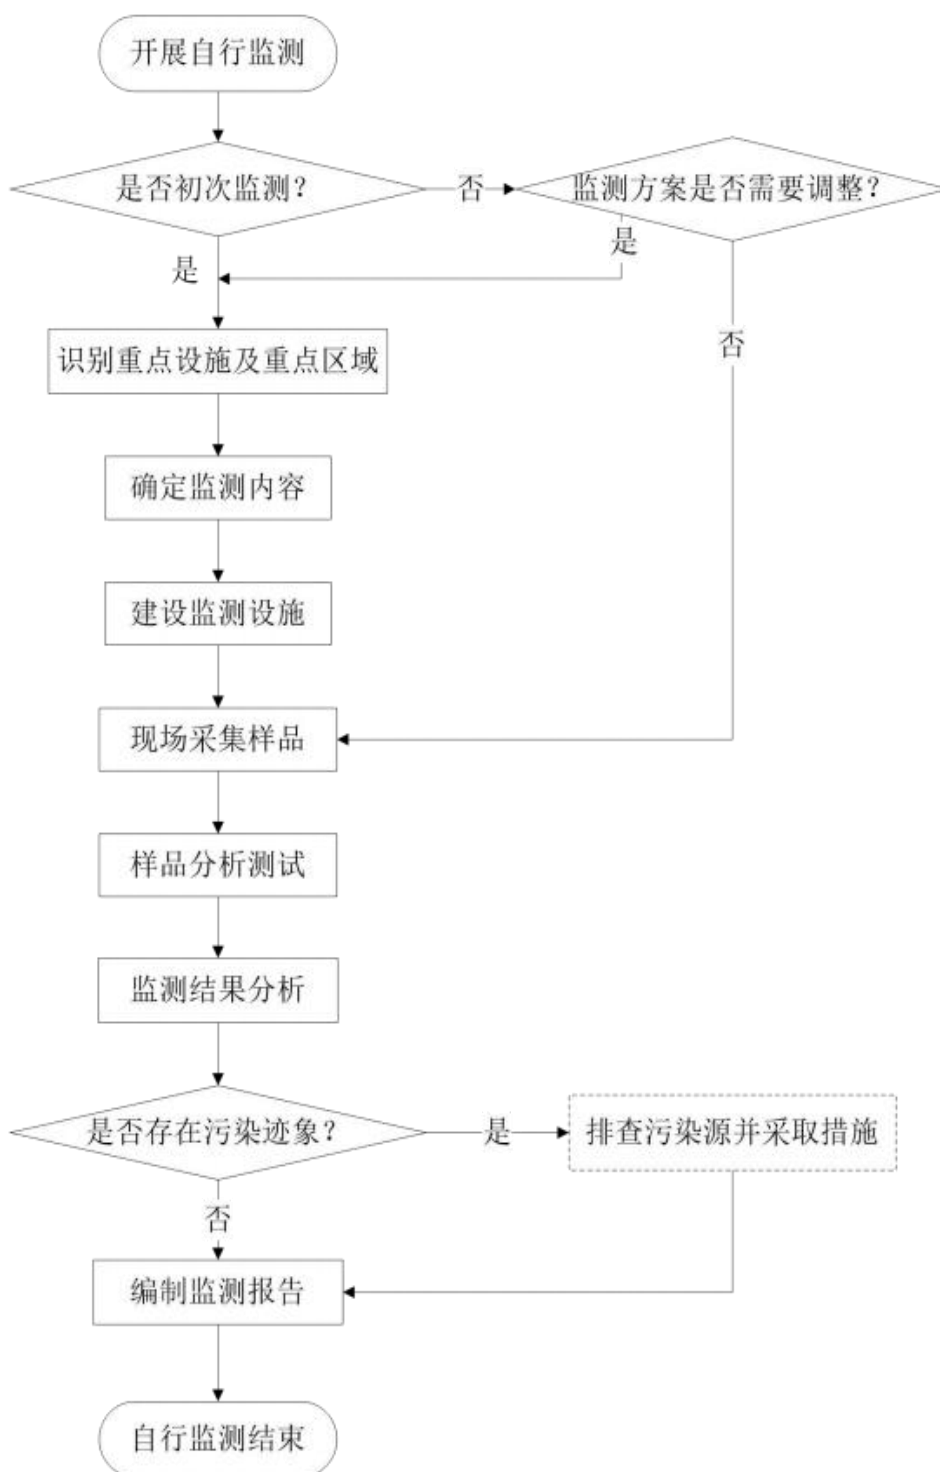 开展自行监测
是否初次监测？
否
监测方案是否需要调整？
是
是
否
识别重点设施及重点区域
确定监测内容
建设监测设施
现场采集样品
样品分析测试
监测结果分析
是否存在污染迹象？
是
排查污染源并采取措施
否
编制监测报告
自行监测结束